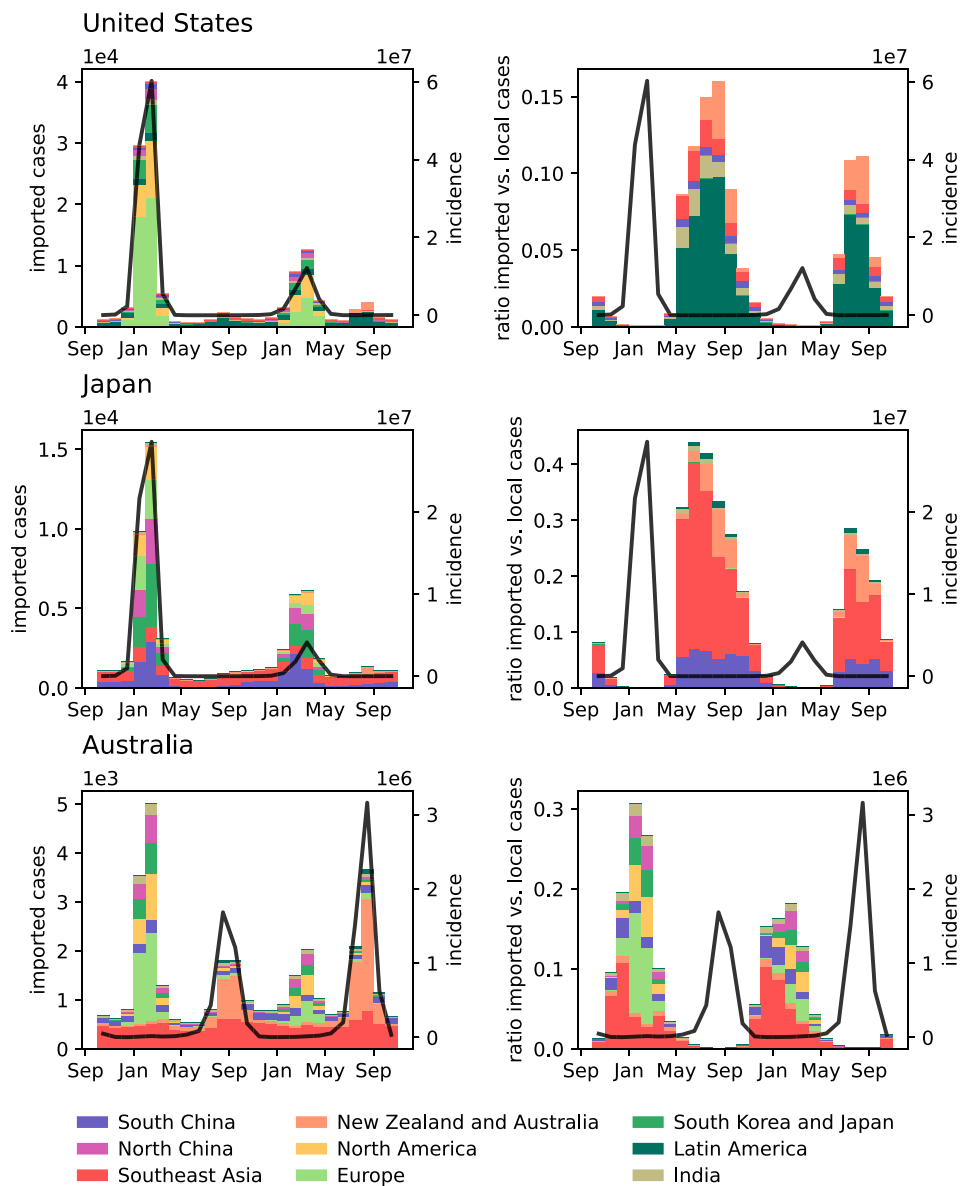 United States
1e4 1e7 1e7
imported cases
4
3
2
1
0
6
4
2
0
incidence
Sep Jan May Sep Jan May Sep
ratio imported vs. local cases
0.15
0.10
0.05
0.00
6
4
2
0
incidence
Sep Jan May Sep Jan May Sep
Japan
1e4 1e7 1e7
imported cases
1.5
1.0
0.5
0.0
2
1
0
incidence
Sep Jan May Sep Jan May Sep
ratio imported vs. local cases
0.4
0.3
0.2
0.1
0.0
2
1
0
incidence
Sep Jan May Sep Jan May Sep
Australia
1e3 1e6 1e6
imported cases
5
4
3
2
1
0
3
2
1
0
incidence
Sep Jan May Sep Jan May Sep
ratio imported vs. local cases
0.3
0.2
0.1
0.0
3
2
1
0
incidence
Sep Jan May Sep Jan May Sep
South China New Zealand and Australia South Korea and Japan
North China North America Latin America
Southeast Asia Europe India